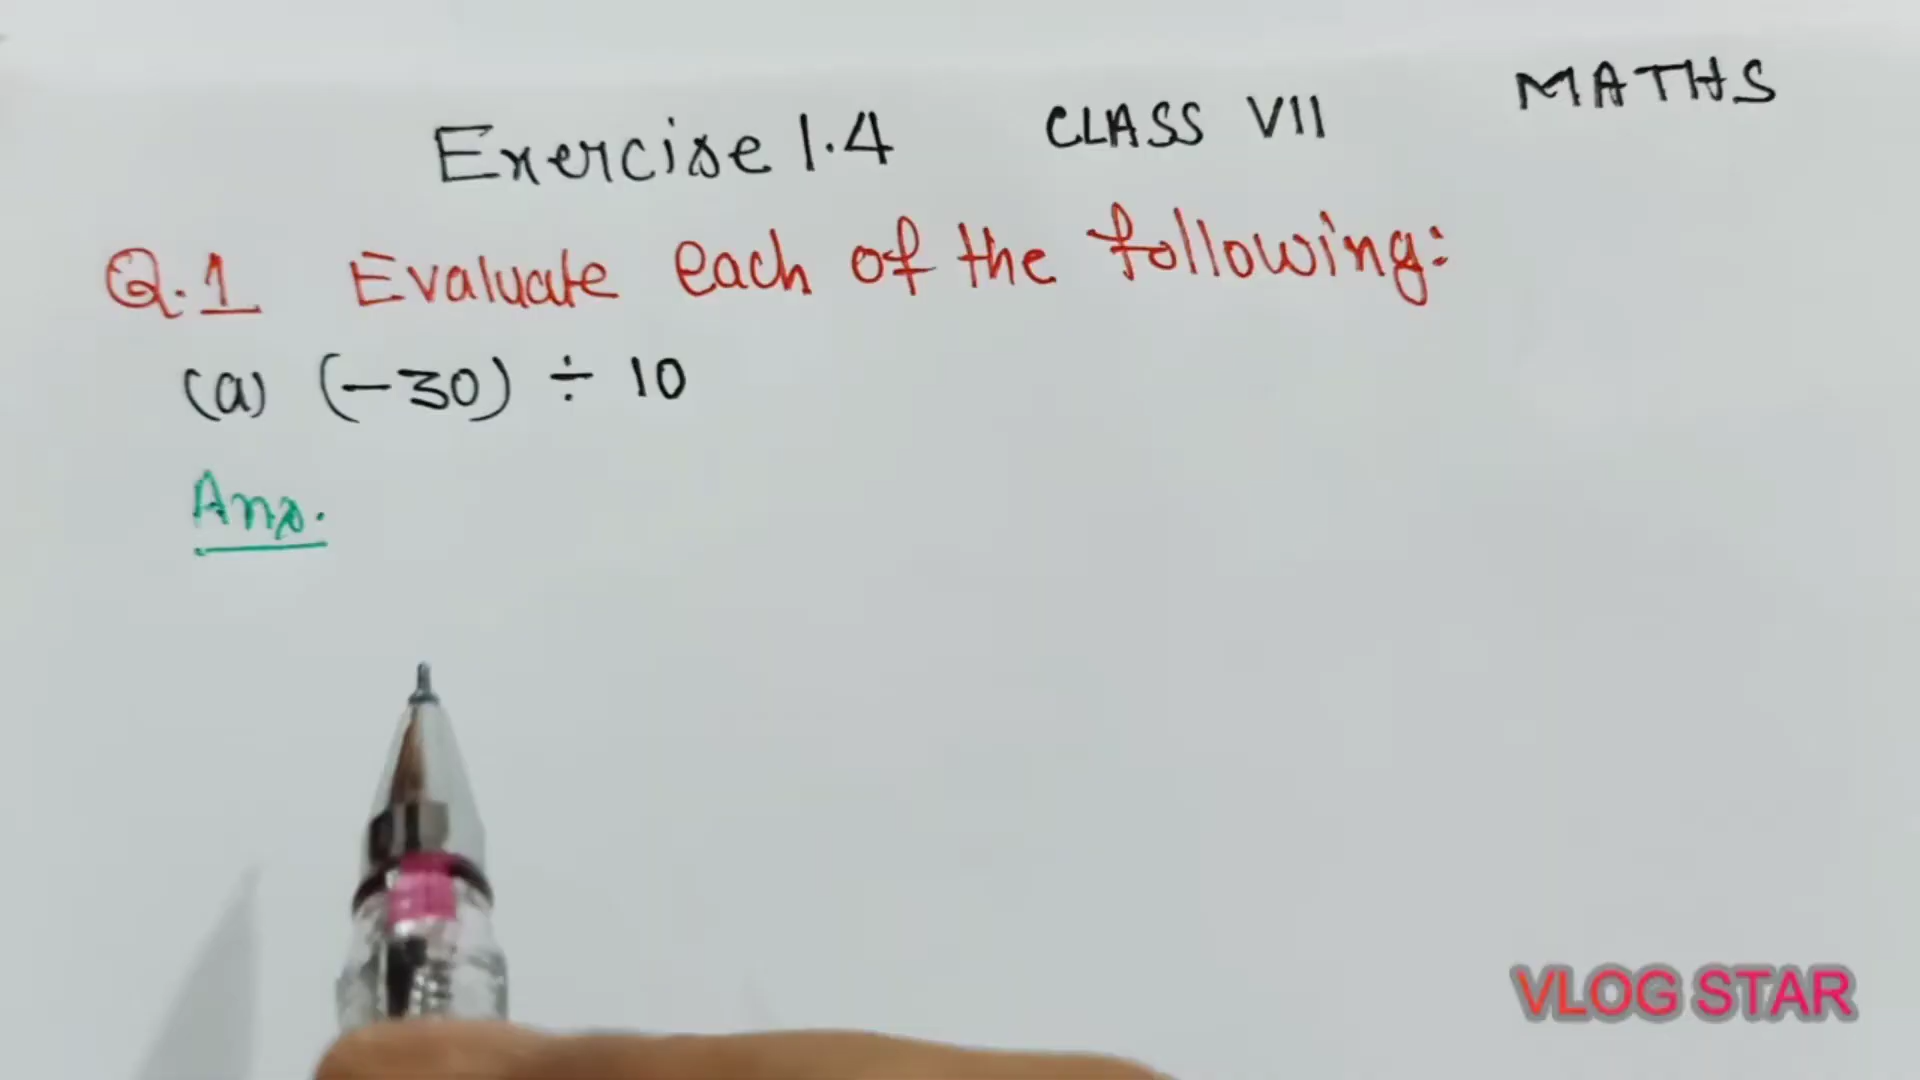 MATHS
Exercise 1.4 CLASS VII
Q.1 Evaluate each of the following:
(a) (-30) ÷ 10
Ans.
VLOG STAR